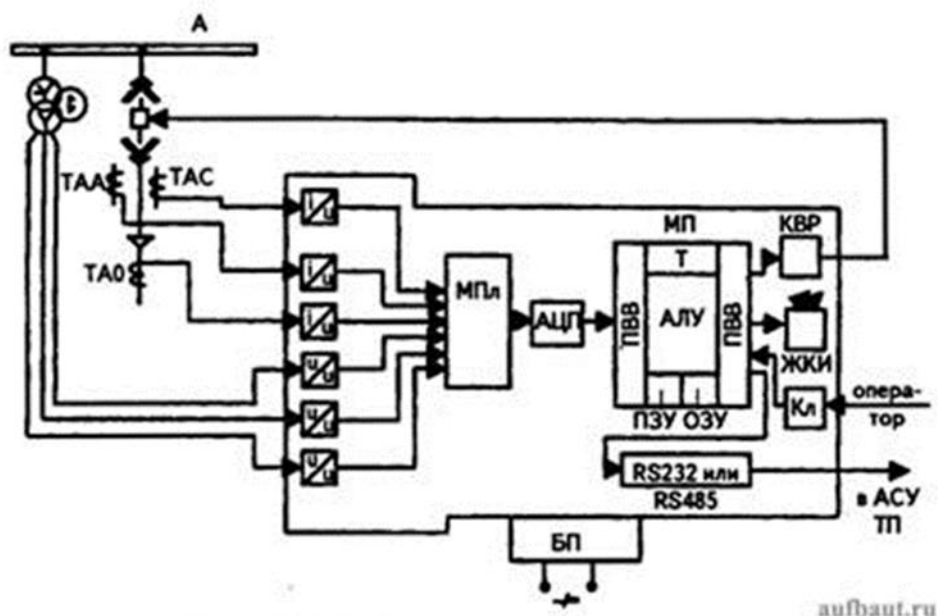 А
ТАА ТАС
ТА0
i/u
i/u
i/u
u/u
u/u
u/u
МПл
АЦП
МП
Т
ПВВ
АЛУ
ПВВ
ПЗУ ОЗУ
КВР
ЖКИ
Кл
опера-
тор
RS232 или
RS485
в АСУ
ТП
БП
aufbaut.ru